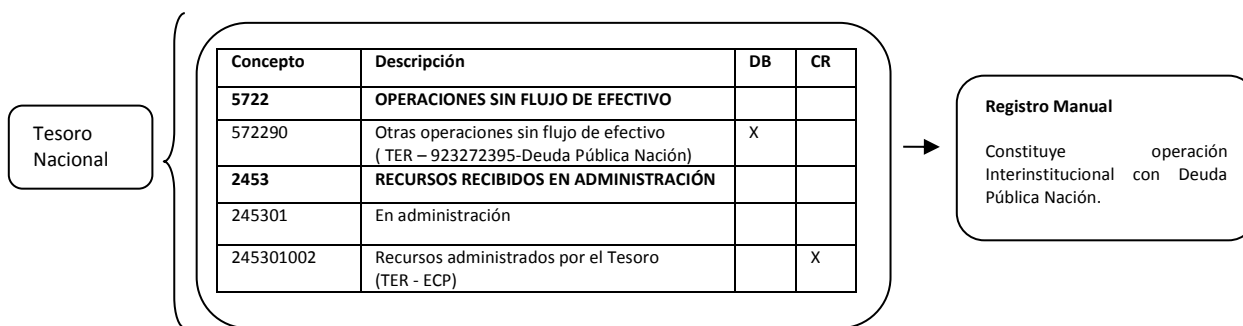 Tesoro
Nacional
Concepto Descripción DB CR
5722 OPERACIONES SIN FLUJO DE EFECTIVO
572290 Otras operaciones sin flujo de efectivo X
( TER – 923272395-Deuda Pública Nación)
2453 RECURSOS RECIBIDOS EN ADMINISTRACIÓN
245301 En administración
245301002 Recursos administrados por el Tesoro X
(TER - ECP)
Registro Manual
Constituye operación
Interinstitucional con Deuda
Pública Nación.